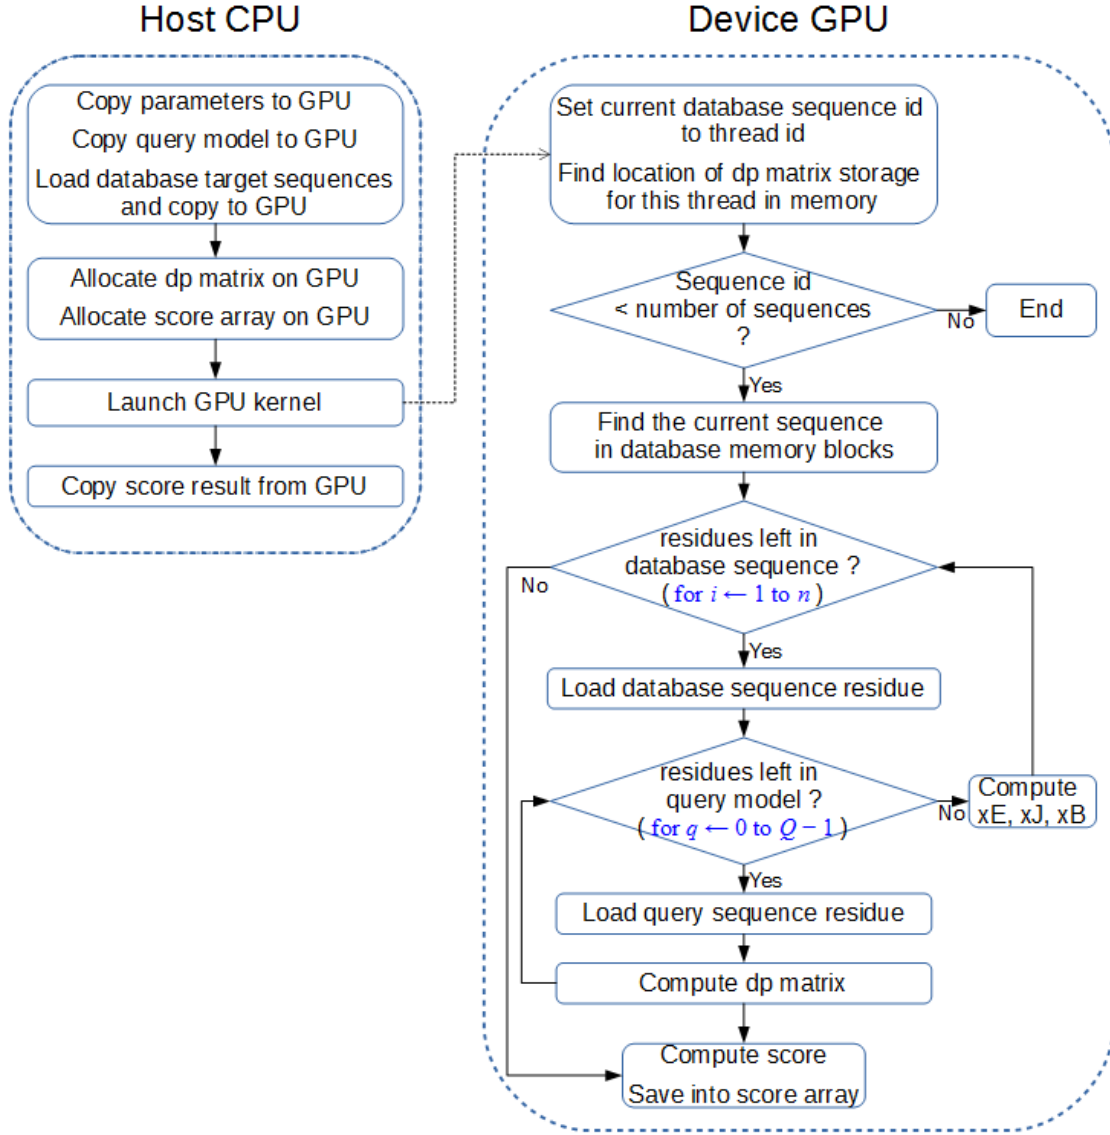 Host CPU
Copy parameters to GPU
Copy query model to GPU
Load database target sequences
and copy to GPU
Allocate dp matrix on GPU
Allocate score array on GPU
Launch GPU kernel
Copy score result from GPU
Device GPU
Set current database sequence id
to thread id
Find location of dp matrix storage
for this thread in memory
Sequence id
< number of sequences
?
No
End
Yes
Find the current sequence
in database memory blocks
residues left in
database sequence ?
( for i ← 1 to n )
No
Yes
Load database sequence residue
residues left in
query model ?
( for q ← 0 to Q − 1 )
No
Compute
xE, xJ, xB
Yes
Load query sequence residue
Compute dp matrix
Compute score
Save into score array